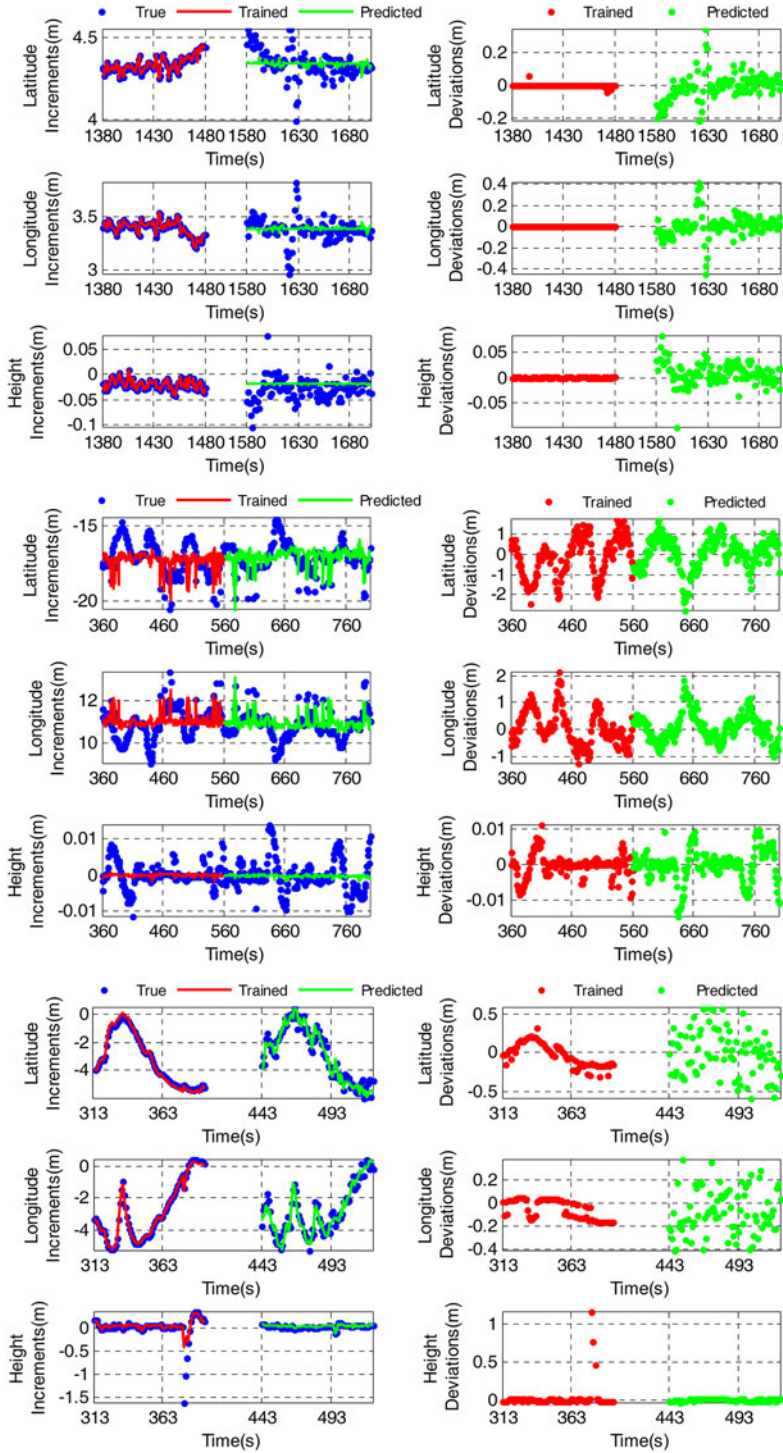 True Trained Predicted
Trained Predicted
Latitude
Increments(m)
4.5
4
1380 1430 1480 1580 1630 1680
Time(s)
Latitude
Deviations(m)
0.2
0
-0.2
1380 1430 1480 1580 1630 1680
Time(s)
Longitude
Increments(m)
3.5
3
1380 1430 1480 1580 1630 1680
Time(s)
Longitude
Deviations(m)
0.4
0.2
0
-0.2
-0.4
1380 1430 1480 1580 1630 1680
Time(s)
Height
Increments(m)
0.05
0
-0.05
-0.1
1380 1430 1480 1580 1630 1680
Time(s)
Height
Deviations(m)
0.05
0
-0.05
1380 1430 1480 1580 1630 1680
Time(s)
True Trained Predicted
Trained Predicted
Latitude
Increments(m)
-15
-20
360 460 560 660 760
Time(s)
Latitude
Deviations(m)
1
0
-1
-2
360 460 560 660 760
Time(s)
Longitude
Increments(m)
12
10
360 460 560 660 760
Time(s)
Longitude
Deviations(m)
2
1
0
-1
360 460 560 660 760
Time(s)
Height
Increments(m)
0.01
0
-0.01
360 460 560 660 760
Time(s)
Height
Deviations(m)
0.01
0
-0.01
360 460 560 660 760
Time(s)
True Trained Predicted
Trained Predicted
Latitude
Increments(m)
0
-2
-4
313 363 443 493
Time(s)
Latitude
Deviations(m)
0.5
0
-0.5
313 363 443 493
Time(s)
Longitude
Increments(m)
0
-2
-4
313 363 443 493
Time(s)
Longitude
Deviations(m)
0.2
0
-0.2
-0.4
313 363 443 493
Time(s)
Height
Increments(m)
0
-0.5
-1
-1.5
313 363 443 493
Time(s)
Height
Deviations(m)
1
0.5
0
313 363 443 493
Time(s)